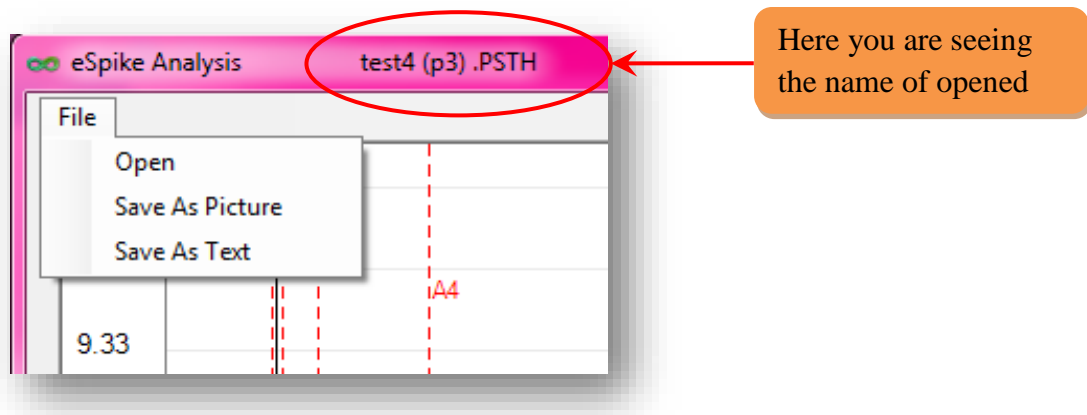 eSpike Analysis test4 (p3) .PSTH
Here you are seeing
the name of opened
File
Open
Save As Picture
Save As Text
A4
9.33